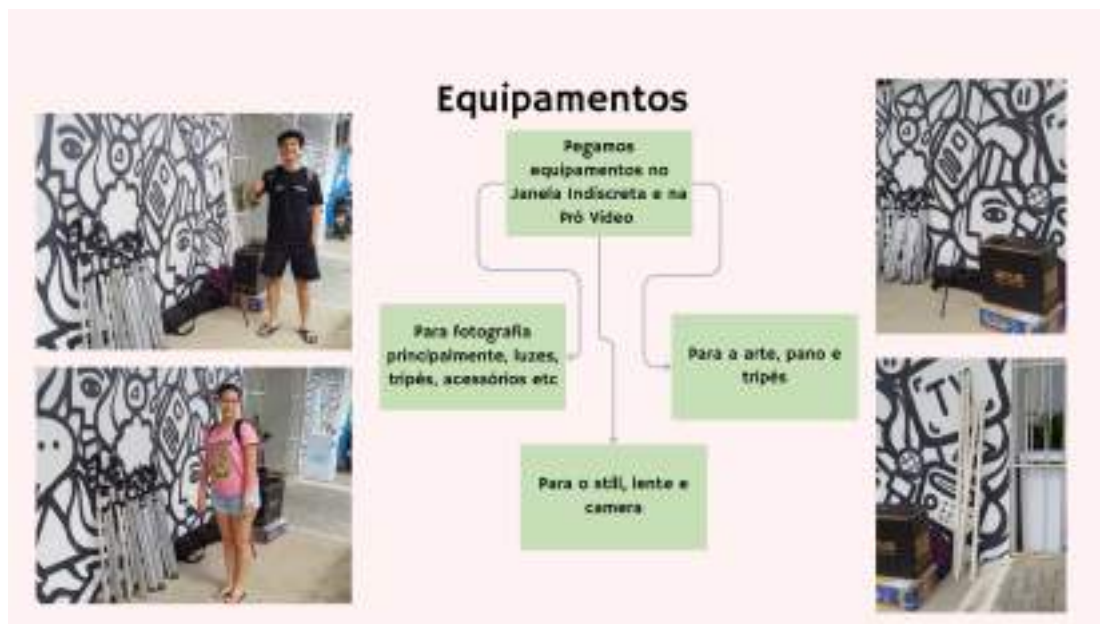 Equipamentos
Pegamos
equipamentos no
Janela Indiscreta e na
Pró Vídeo
Para fotografia
principalmente, luzes,
tripés, acessórios etc
Para a arte, pano e
tripés
Para o still, lente e
camera